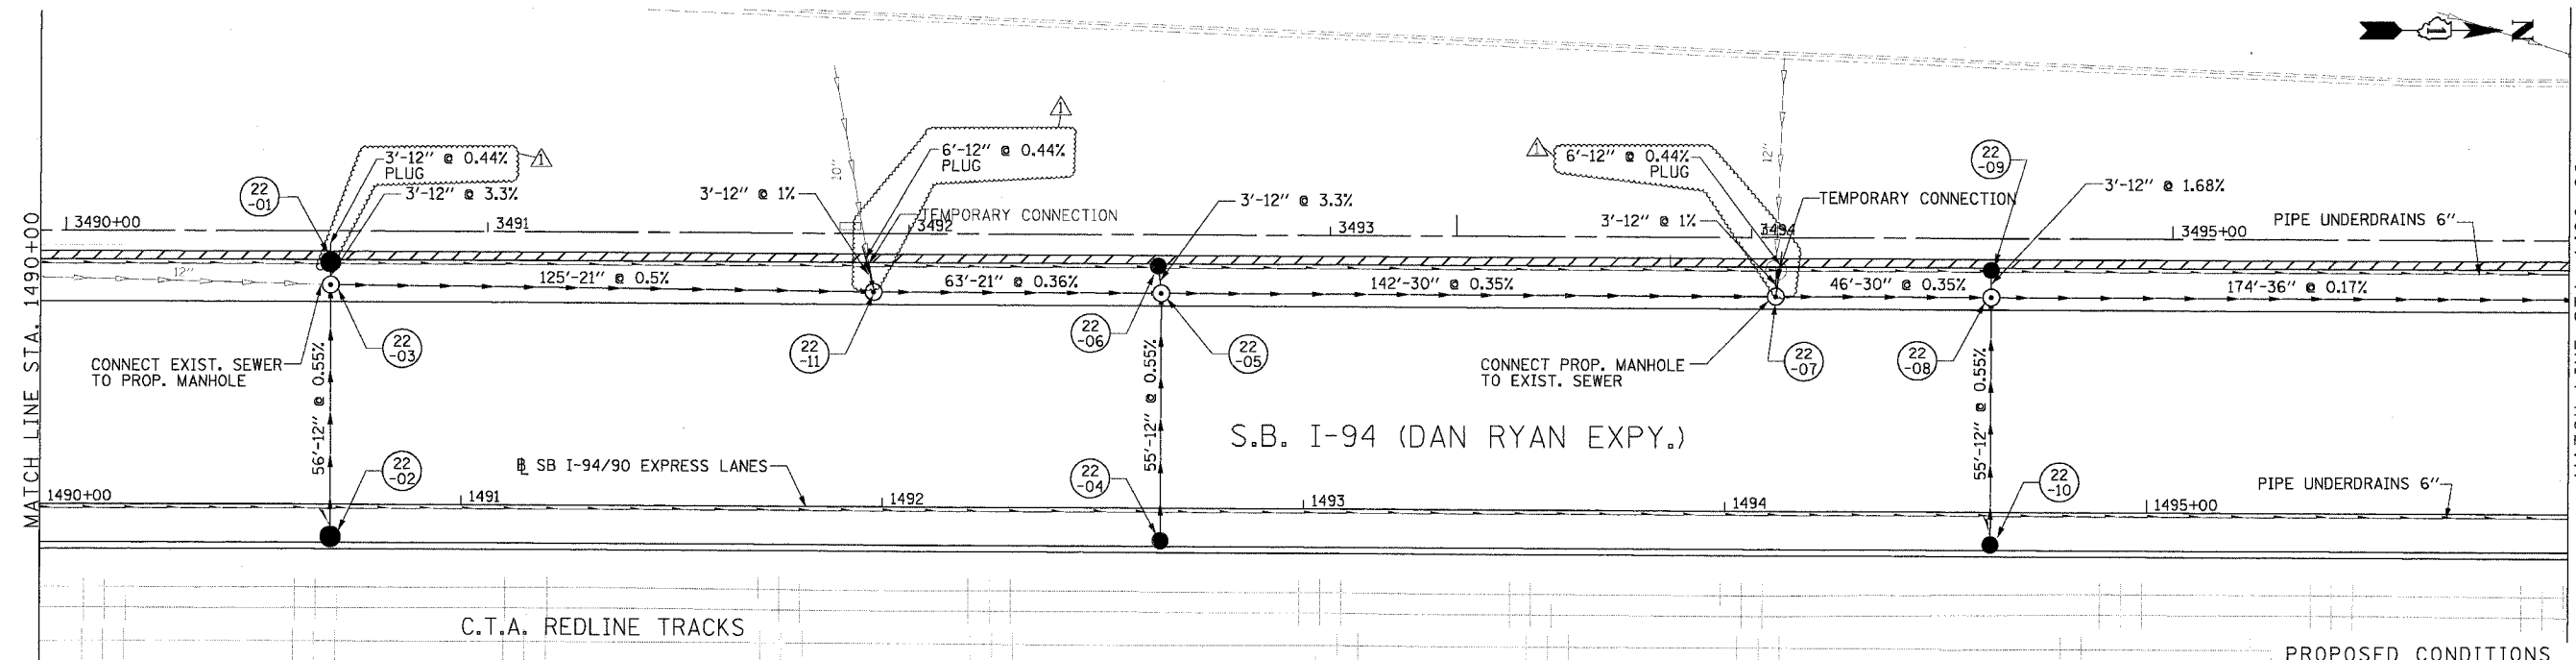 N
1
3'-12" @ 0.44%
PLUG
1
3'-12" @ 3.3%
22
-01
3'-12" @ 1%
10"
6'-12" @ 0.44%
PLUG
1
TEMPORARY CONNECTION
3'-12" @ 3.3%
1
6'-12" @ 0.44%
PLUG
12"
3'-12" @ 1%
TEMPORARY CONNECTION
22
-09
3'-12" @ 1.68%
PIPE UNDERDRAINS 6"
3490+00
3491
3492
3493
3494
3495+00
MATCH LINE STA. 1490+00
12"
125'-21" @ 0.5%
63'-21" @ 0.36%
142'-30" @ 0.35%
46'-30" @ 0.35%
174'-36" @ 0.17%
CONNECT EXIST. SEWER
TO PROP. MANHOLE
22
-03
22
-11
22
-06
22
-05
CONNECT PROP. MANHOLE
TO EXIST. SEWER
22
-07
22
-08
56'-12" @ 0.55%
55'-12" @ 0.55%
55'-12" @ 0.55%
S.B. I-94 (DAN RYAN EXPY.)
22
-02
℄ SB I-94/90 EXPRESS LANES
22
-04
22
-10
PIPE UNDERDRAINS 6"
1490+00
1491
1492
1493
1494
1495+00
C.T.A. REDLINE TRACKS
PROPOSED CONDITIONS